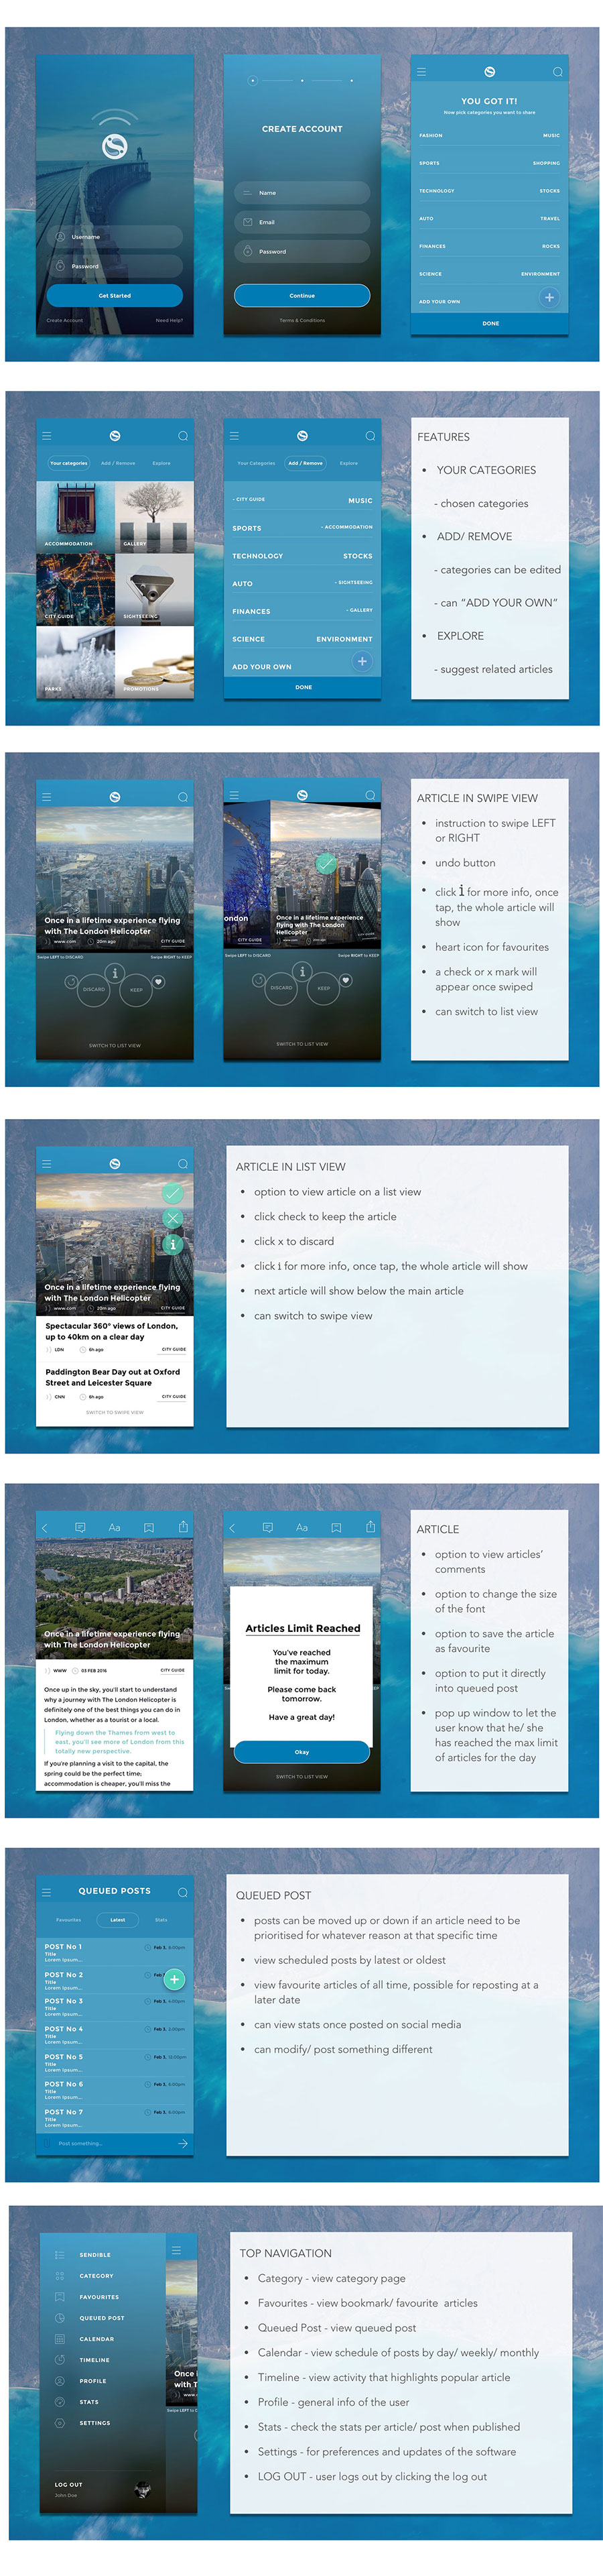 Username
Password
Get Started
Create Account
Need Help?
CREATE ACCOUNT
Name
Email
Password
Continue
Terms & Conditions
YOU GOT IT!
Now pick categories you want to share
FASHION
MUSIC
SPORTS
SHOPPING
TECHNOLOGY
STOCKS
AUTO
TRAVEL
FINANCES
ROCKS
SCIENCE
ENVIRONMENT
ADD YOUR OWN
DONE
Your categories
Add / Remove
Explore
ACCOMMODATION
GALLERY
CITY GUIDE
SIGHTSEEING
PARKS
PROMOTIONS
Your Categories
Add / Remove
Explore
- CITY GUIDE
MUSIC
SPORTS
- ACCOMMODATION
TECHNOLOGY
STOCKS
AUTO
- SIGHTSEEING
FINANCES
- GALLERY
SCIENCE
ENVIRONMENT
ADD YOUR OWN
DONE
FEATURES
• YOUR CATEGORIES
- chosen categories
• ADD/ REMOVE
- categories can be edited
- can “ADD YOUR OWN”
• EXPLORE
- suggest related articles
Once in a lifetime experience flying
with The London Helicopter
www.com
20m ago
CITY GUIDE
Swipe LEFT to DISCARD
Swipe RIGHT to KEEP
i
DISCARD
KEEP
SWITCH TO LIST VIEW
ondon
CITY GUIDE
Once in a lifetime experience
flying with The London
Helicopter
CITY GUIDE
Swipe LEFT to DISCARD
Swipe RIGHT to KEEP
i
DISCARD
KEEP
SWITCH TO LIST VIEW
ARTICLE IN SWIPE VIEW
• instruction to swipe LEFT
or RIGHT
• undo button
• click i for more info, once
tap, the whole article will
show
• heart icon for favourites
• a check or x mark will
appear once swiped
• can switch to list view
i
Once in a lifetime experience flying
with The London Helicopter
www.com
20m ago
CITY GUIDE
Spectacular 360° views of London,
up to 40km on a clear day
LDN
6h ago
CITY GUIDE
Paddington Bear Day out at Oxford
Street and Leicester Square
CNN
6h ago
CITY GUIDE
SWITCH TO SWIPE VIEW
ARTICLE IN LIST VIEW
• option to view article on a list view
• click check to keep the article
• click x to discard
• click i for more info, once tap, the whole article will show
• next article will show below the main article
• can switch to swipe view
Aa
Once in a lifetime experience flying
with The London Helicopter
WWW
03 FEB 2016
CITY GUIDE
Once up in the sky, you'll start to understand
why a journey with The London Helicopter is
definitely one of the best things you can do in
London, whether as a tourist or a local.
Flying down the Thames from west to
east, you'll see more of London from this
totally new perspective.
If you're planning a visit to the capital, the
spring could be the perfect time;
accommodation is cheaper, you'll miss the
Aa
Articles Limit Reached
You've reached
the maximum
limit for today.
Please come back
tomorrow.
Have a great day!
Okay
SWITCH TO LIST VIEW
ARTICLE
• option to view articles’
comments
• option to change the size
of the font
• option to save the article
as favourite
• option to put it directly
into queued post
• pop up window to let the
user know that he/ she
has reached the max limit
of articles for the day
QUEUED POSTS
Favourites
Latest
Stats
POST No 1
Title
Lorem Ipsum...
Feb 3, 8:00pm
POST No 2
Title
Lorem Ipsum...
POST No 3
Title
Lorem Ipsum...
Feb 3, 4:00pm
POST No 4
Title
Lorem Ipsum...
Feb 3, 2:00pm
POST No 5
Title
Lorem Ipsum...
Feb 3, 12:00pm
POST No 6
Title
Lorem Ipsum...
Feb 3, 8:00pm
POST No 7
Title
Lorem Ipsum...
Feb 3, 6:00pm
Post something...
QUEUED POST
• posts can be moved up or down if an article need to be
prioritised for whatever reason at that specific time
• view scheduled posts by latest or oldest
• view favourite articles of all time, possible for reposting at a
later date
• can view stats once posted on social media
• can modify/ post something different
SENDIBLE
CATEGORY
FAVOURITES
QUEUED POST
CALENDAR
TIMELINE
PROFILE
STATS
SETTINGS
LOG OUT
John Doe
Once i
with T
www.
Swipe LEFT to D
TOP NAVIGATION
• Category - view category page
• Favourites - view bookmark/ favourite articles
• Queued Post - view queued post
• Calendar - view schedule of posts by day/ weekly/ monthly
• Timeline - view activity that highlights popular article
• Profile - general info of the user
• Stats - check the stats per article/ post when published
• Settings - for preferences and updates of the software
• LOG OUT - user logs out by clicking the log out